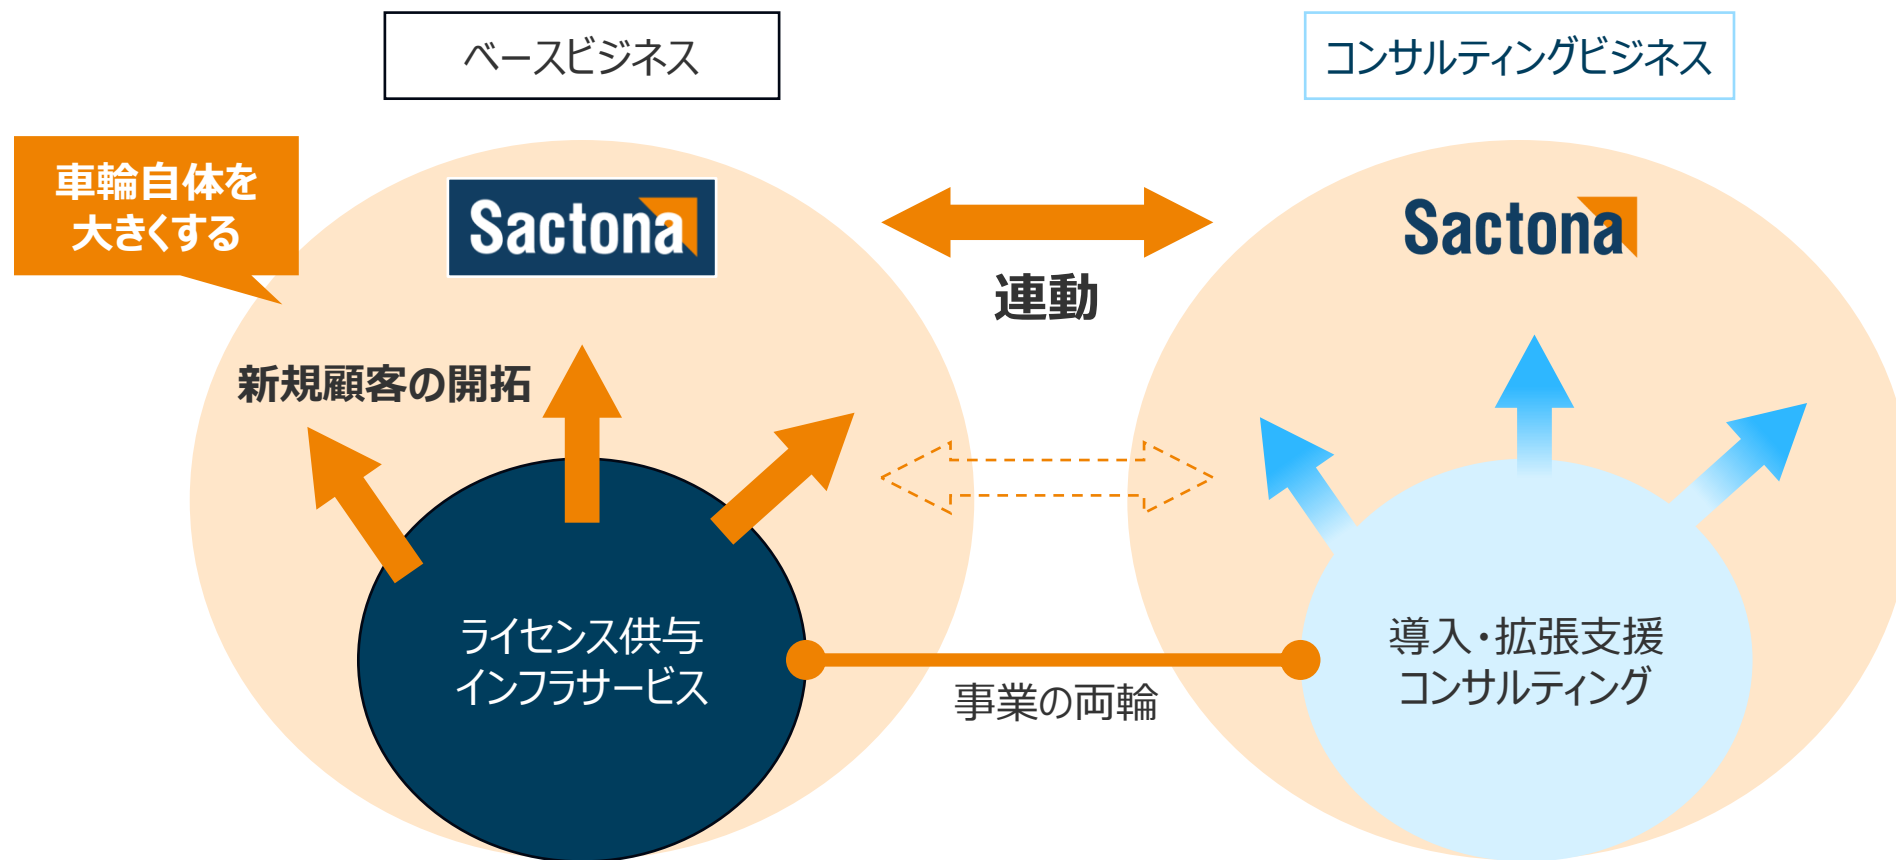 ベースビジネス
コンサルティングビジネス
車輪自体を
大きくする
Sactona
Sactona
連動
新規顧客の開拓
ライセンス供与
インフラサービス
導入・拡張支援
コンサルティング
事業の両輪